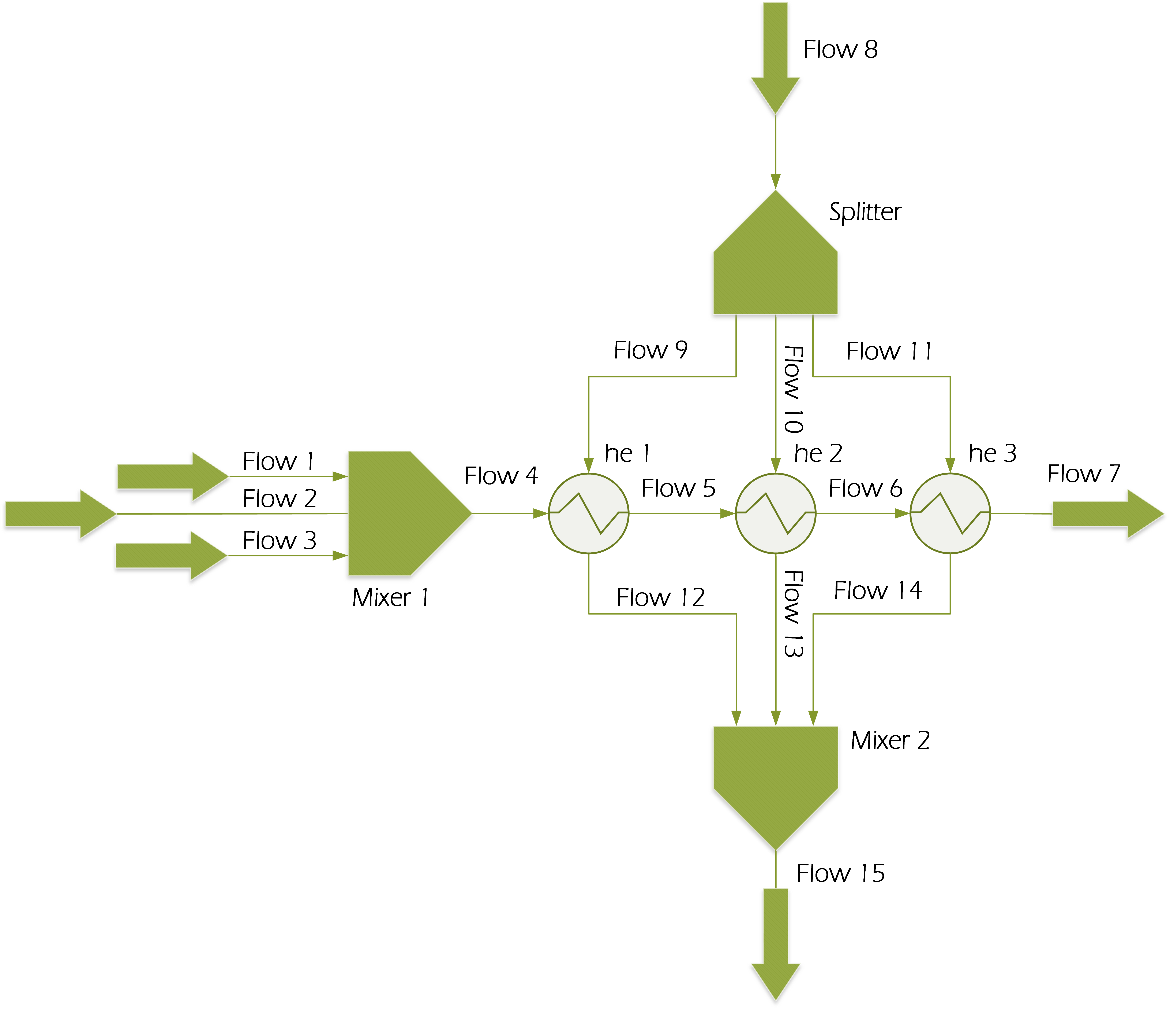 Flow 8
Splitter
Flow 9
Flow 10
Flow 11
Flow 1
Flow 2
Flow 3
Mixer 1
Flow 4
he 1
Flow 5
he 2
Flow 6
he 3
Flow 7
Flow 12
Flow 13
Flow 14
Mixer 2
Flow 15